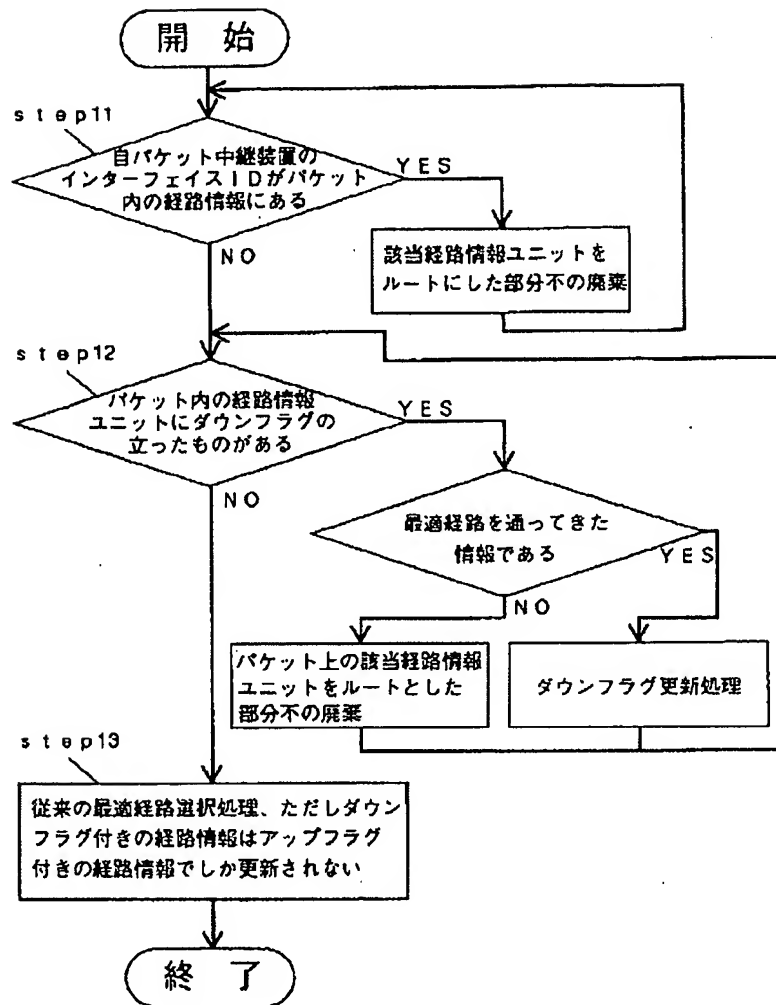 開 始
step11
自パケット中継装置の
インターフェイスIDがパケット
内の経路情報にある
YES
NO
該当経路情報ユニットを
ルートにした部分不の廃棄
step12
パケット内の経路情報
ユニットにダウンフラグの
立ったものがある
YES
NO
最適経路を通ってきた
情報である
YES
NO
パケット上の該当経路情報
ユニットをルートとした
部分不の廃棄
ダウンフラグ更新処理
step13
従来の最適経路選択処理、ただしダウン
フラグ付きの経路情報はアップフラグ
付きの経路情報でしか更新されない
終 了